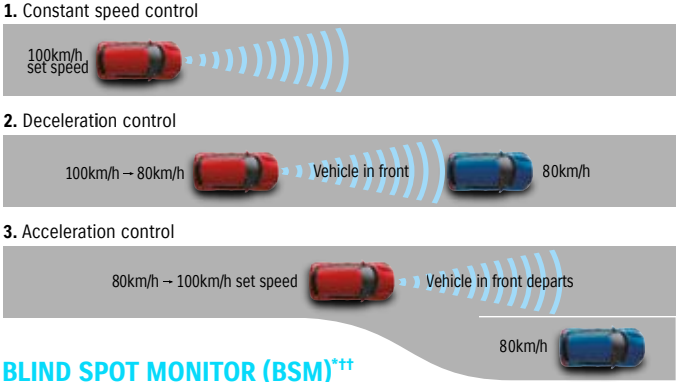 1. Constant speed control
100km/h
set speed
2. Deceleration control
100km/h → 80km/h Vehicle in front 80km/h
3. Acceleration control
80km/h → 100km/h set speed Vehicle in front departs
80km/h
BLIND SPOT MONITOR (BSM)*††